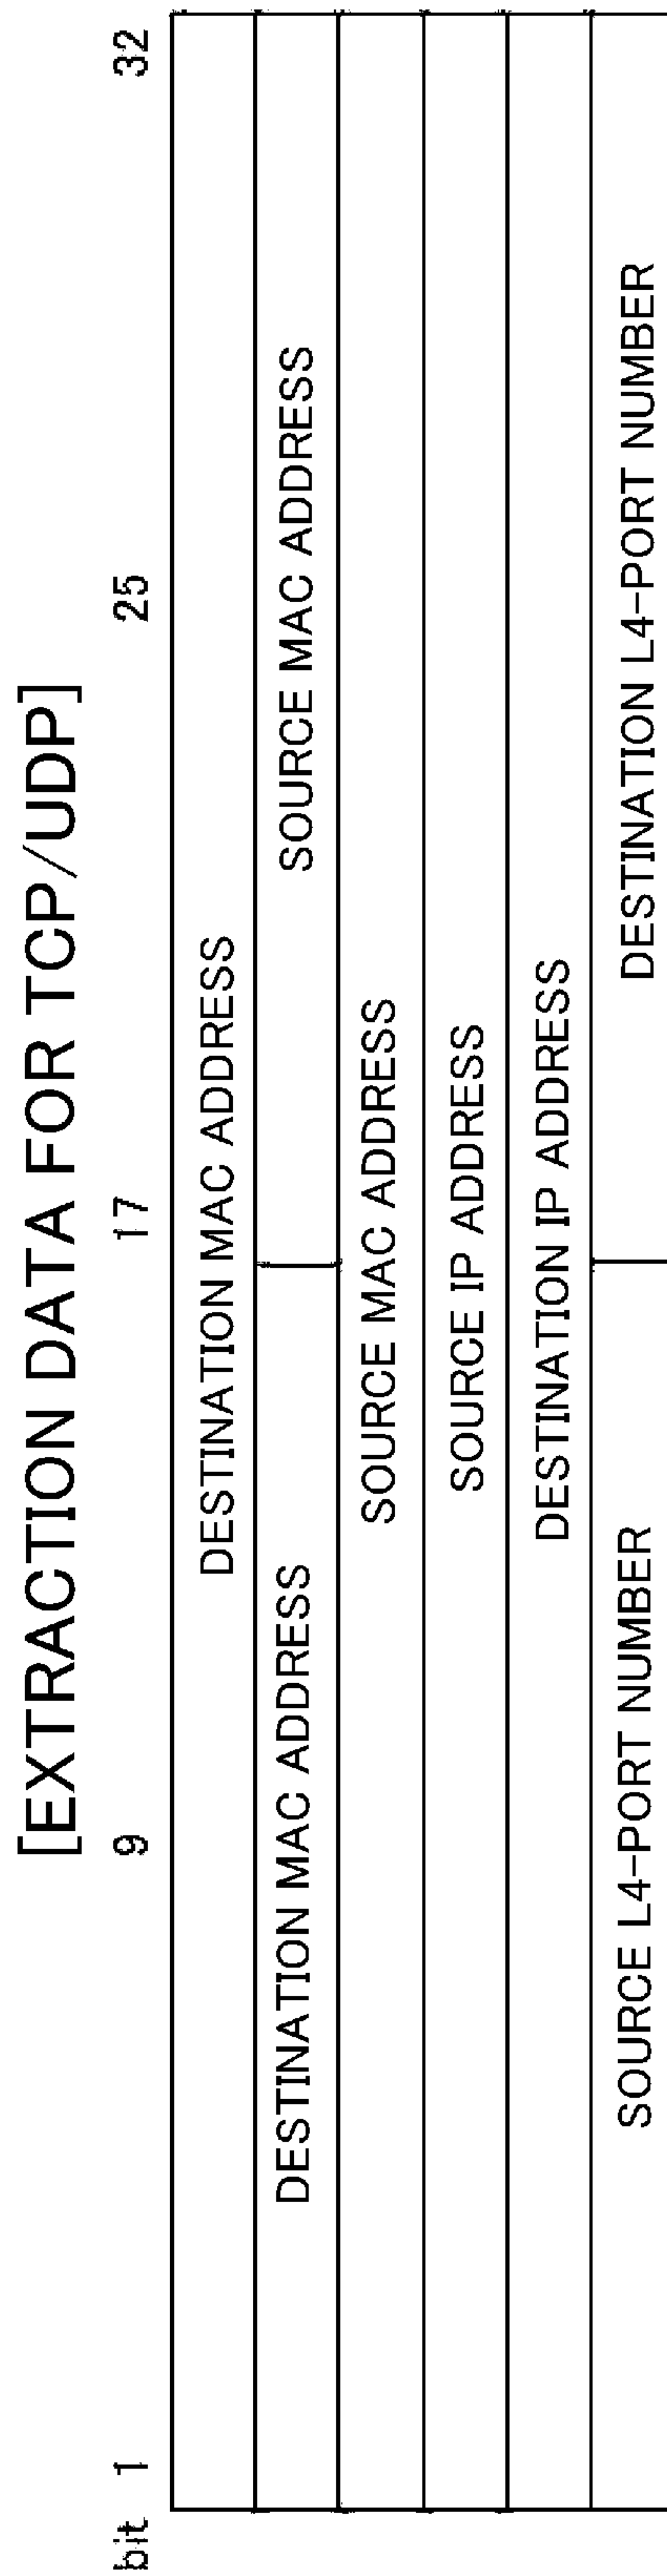 [EXTRACTION DATA FOR TCP/UDP]
bit 1 9 17 25 32
DESTINATION MAC ADDRESS
DESTINATION MAC ADDRESS SOURCE MAC ADDRESS
SOURCE MAC ADDRESS
SOURCE IP ADDRESS
DESTINATION IP ADDRESS
SOURCE L4-PORT NUMBER DESTINATION L4-PORT NUMBER